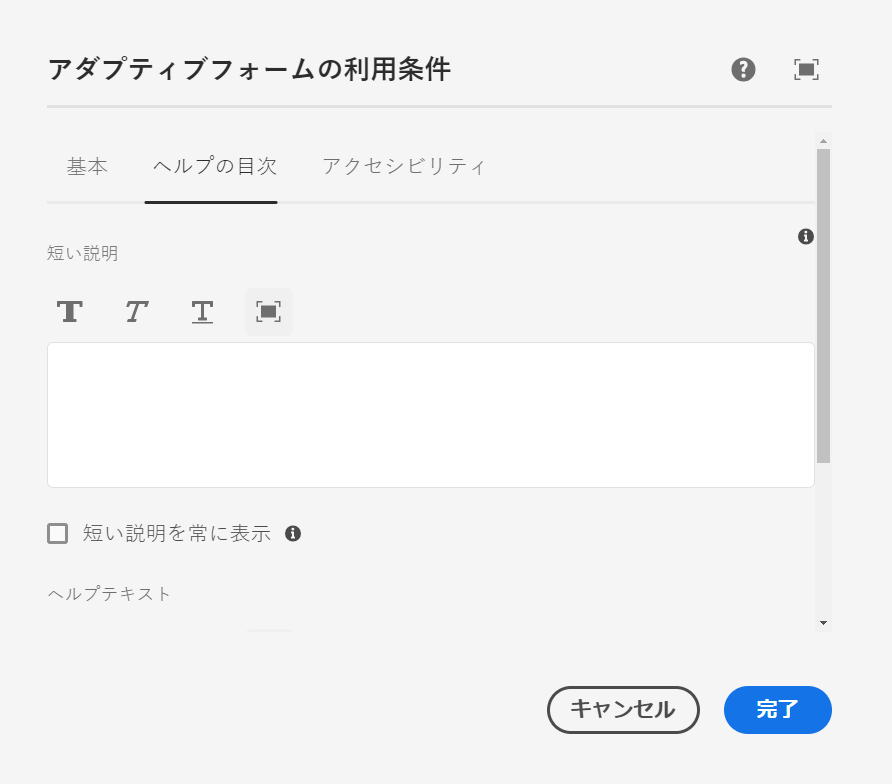 アダプティブフォームの利用条件
基本 ヘルプの目次 アクセシビリティ
短い説明
短い説明を常に表示
ヘルプテキスト
キャンセル 完了